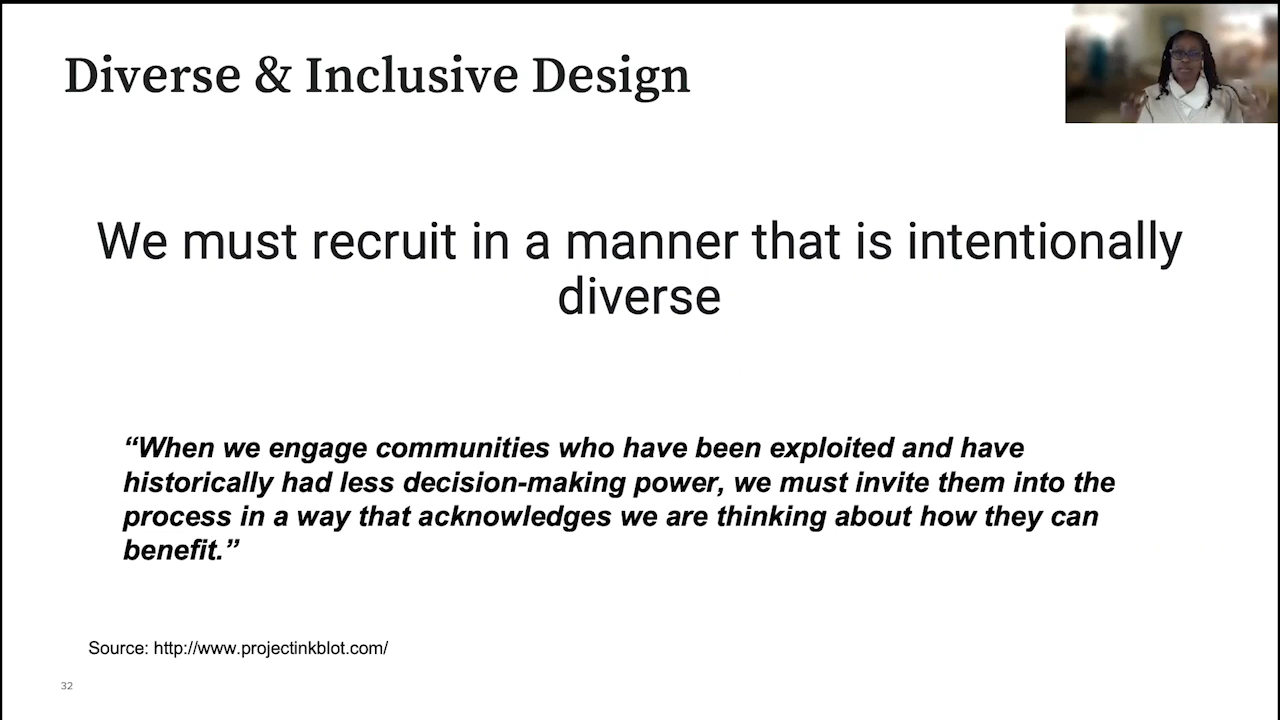 Diverse & Inclusive Design
We must recruit in a manner that is intentionally
diverse
“When we engage communities who have been exploited and have
historically had less decision-making power, we must invite them into the
process in a way that acknowledges we are thinking about how they can
benefit.”
Source: http://www.projectinkblot.com/
32